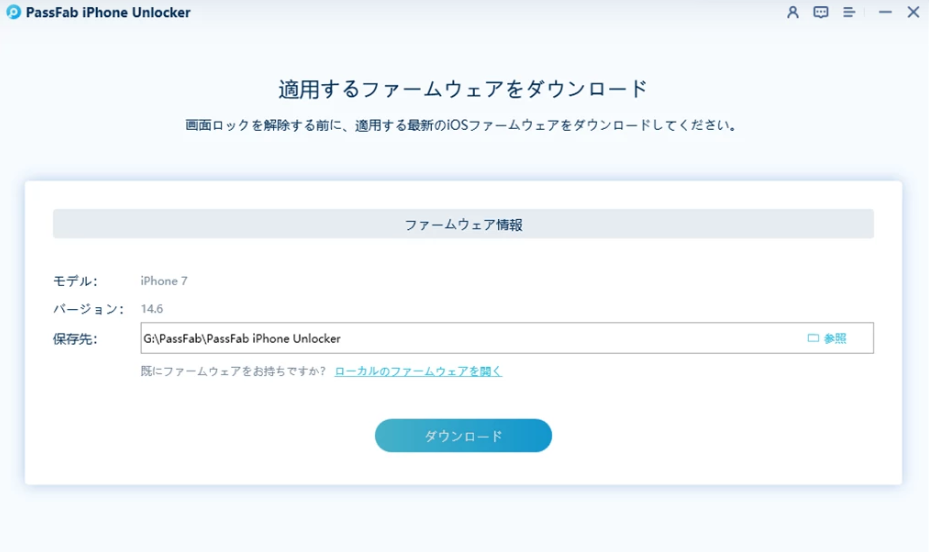 PassFab iPhone Unlocker
適用するファームウェアをダウンロード
画面ロックを解除する前に、適用する最新のiOSファームウェアをダウンロードしてください。
ファームウェア情報
モデル: iPhone 7
バージョン: 14.6
保存先: G:\PassFab\PassFab iPhone Unlocker 参照
既にファームウェアをお持ちですか? ローカルのファームウェアを開く
ダウンロード